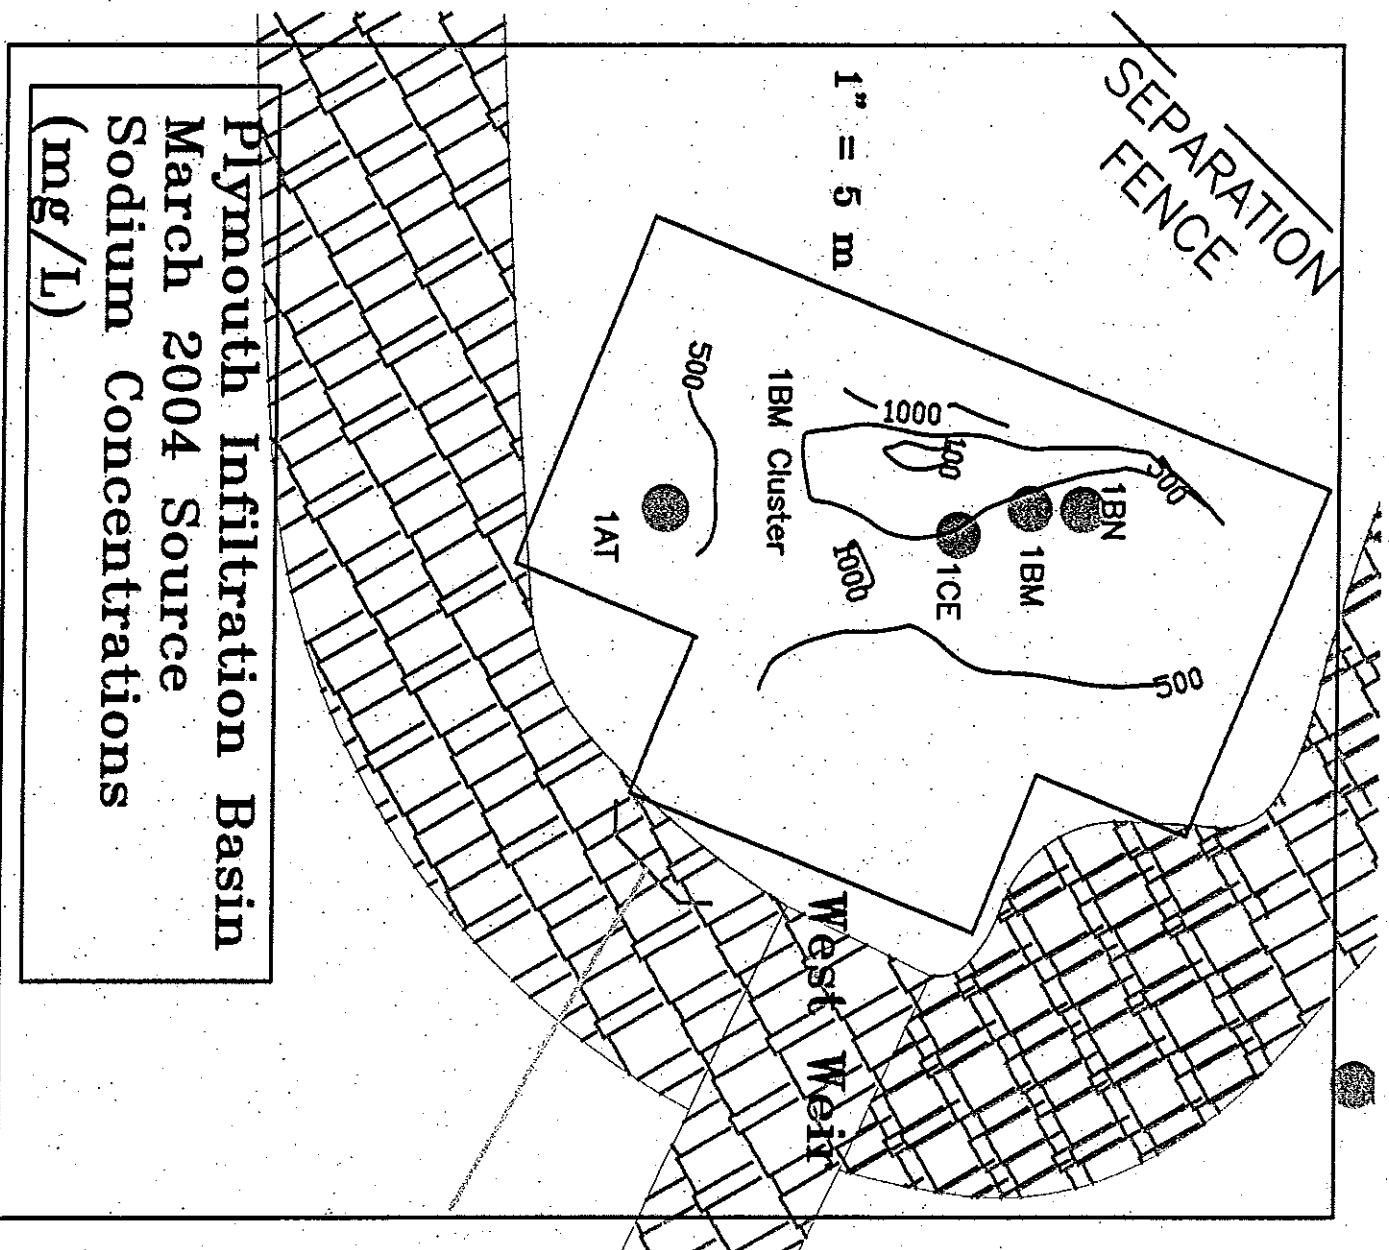 SEPARATION
FENCE
1" = 5 m
500
1BN
1000
100
1BM
1CE
500
1000
1BM Cluster
500
1AT
West Weir
Plymouth Infiltration Basin
March 2004 Source
Sodium Concentrations
(mg/L)